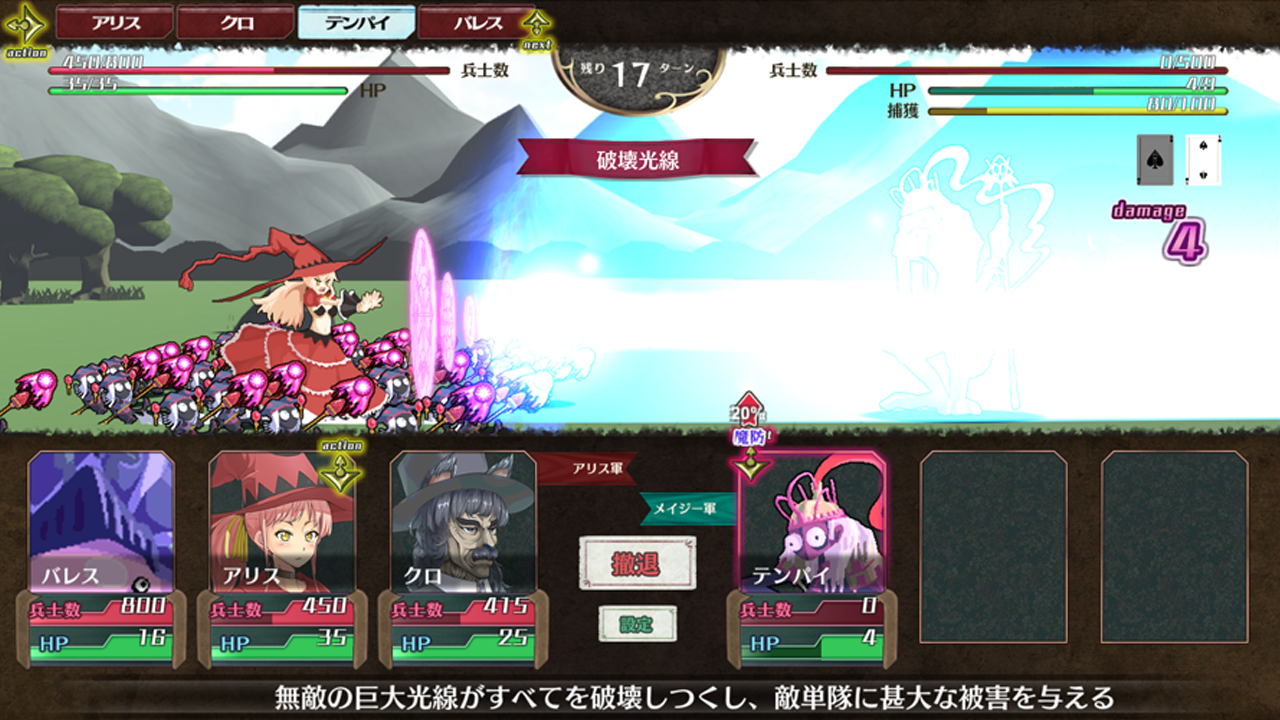 アリス
クロ
テンパイ
バレス
action
next
450/800
兵士数
35/35
HP
残り 17 ターン
兵士数
0/500
HP
4/9
捕獲
80/100
破壊光線
damage
4
20%
魔防
action
アリス軍
メイジー軍
撤退
設定
バレス
兵士数 800
HP 16
アリス
兵士数 450
HP 35
クロ
兵士数 415
HP 25
テンパイ
兵士数 0
HP 4
無敵の巨大光線がすべてを破壊しつくし、敵単隊に甚大な被害を与える